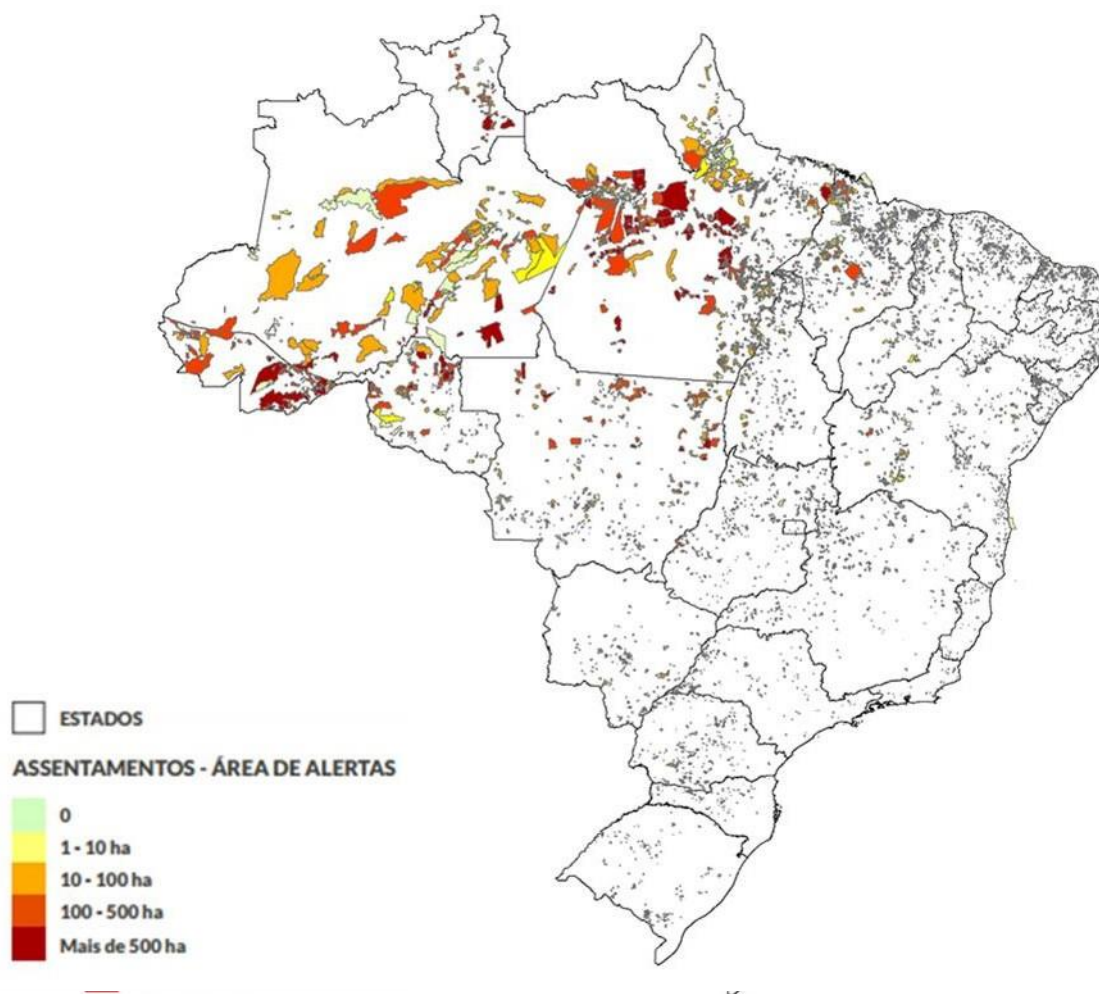 ESTADOS
ASSENTAMENTOS - ÁREA DE ALERTAS
0
1 - 10 ha
10 - 100 ha
100 - 500 ha
Mais de 500 ha